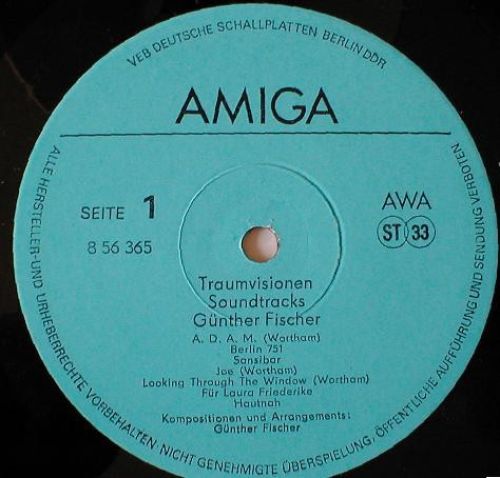 VEB DEUTSCHE SCHALLPLATTEN BERLIN DDR
AMIGA
SEITE 1
8 56 365
AWA
ST 33
Traumvisionen
Soundtracks
Günther Fischer
A. D. A. M. (Wortham)
Berlin 751
Sansibar
Joe (Wortham)
Looking Through The Window (Wortham)
Für Laura Friederike
Hautnah
Kompositionen und Arrangements:
Günther Fischer
ALLE HERSTELLER-UND URHEBERRECHTE VORBEHALTEN·NICHT GENEHMIGTE ÜBERSPIELUNG, ÖFFENTLICHE AUFFÜHRUNG UND SENDUNG VERBOTEN